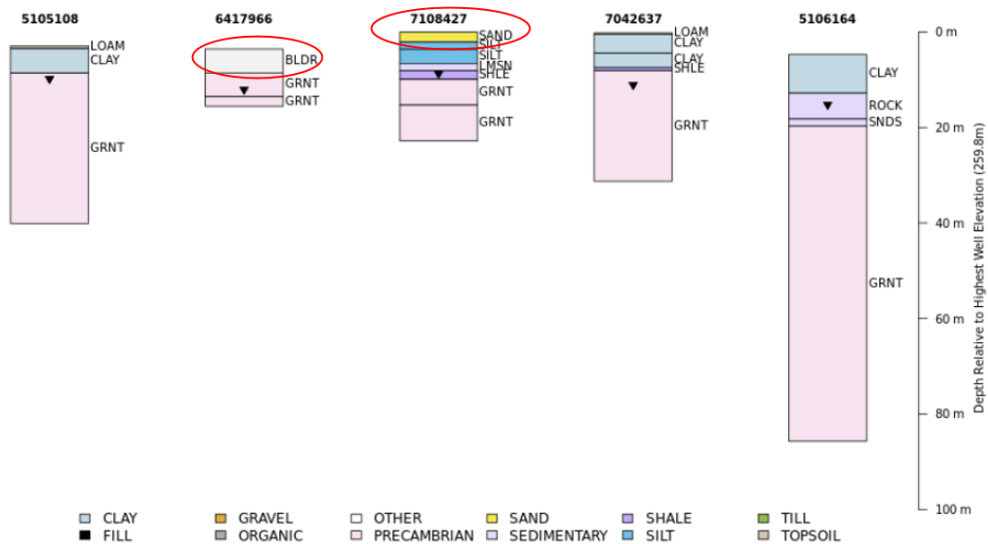 5105108 6417966 7108427 7042637 5106164
LOAM
CLAY
GRNT
BLDR
GRNT
GRNT
SAND
SILT
SILT
LMSN
SHLE
GRNT
GRNT
LOAM
CLAY
CLAY
SHLE
GRNT
CLAY
ROCK
SNDS
GRNT
0 m
20 m
40 m
60 m
80 m
100 m
Depth Relative to Highest Well Elevation (259.8m)
CLAY GRAVEL OTHER SAND SHALE TILL
FILL ORGANIC PRECAMBRIAN SEDIMENTARY SILT TOPSOIL